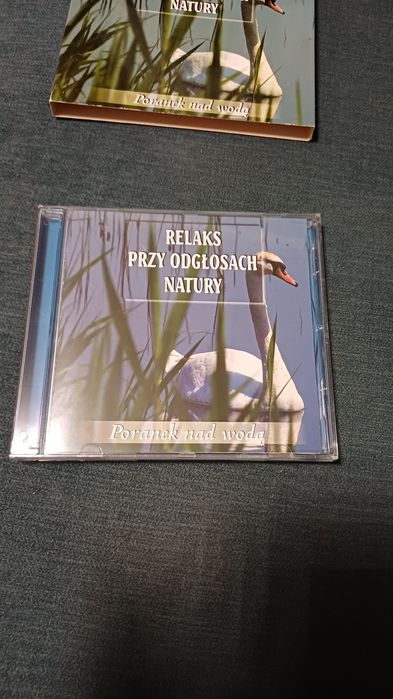 NATURY
Poranek nad wodą
RELAKS
PRZY ODGŁOSACH
NATURY
Poranek nad wodą